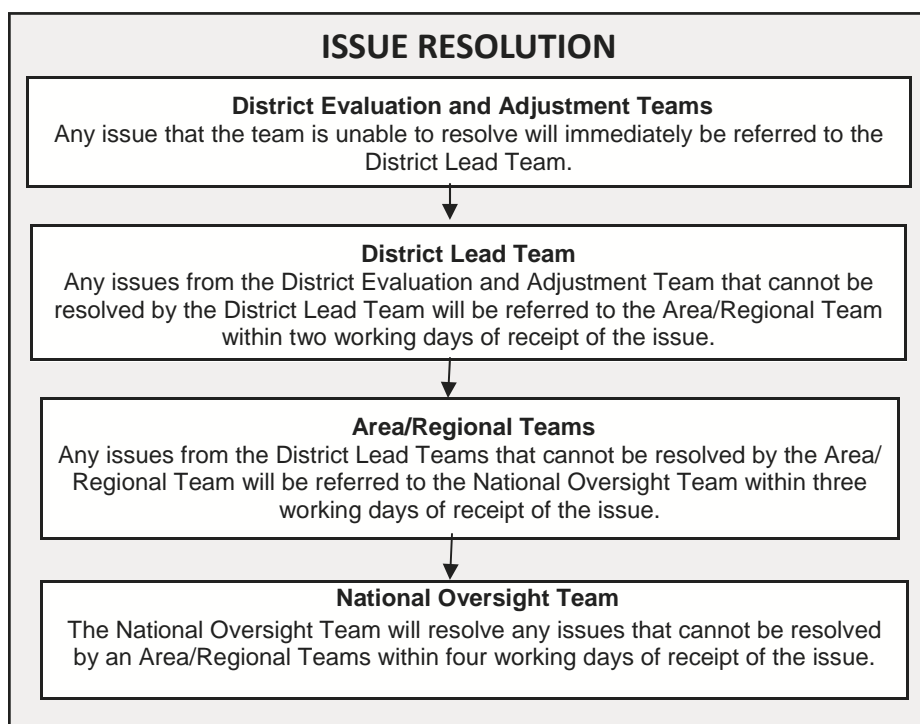 ISSUE RESOLUTION
District Evaluation and Adjustment Teams
Any issue that the team is unable to resolve will immediately be referred to the
District Lead Team.
District Lead Team
Any issues from the District Evaluation and Adjustment Team that cannot be
resolved by the District Lead Team will be referred to the Area/Regional Team
within two working days of receipt of the issue.
Area/Regional Teams
Any issues from the District Lead Teams that cannot be resolved by the Area/
Regional Team will be referred to the National Oversight Team within three
working days of receipt of the issue.
National Oversight Team
The National Oversight Team will resolve any issues that cannot be resolved
by an Area/Regional Teams within four working days of receipt of the issue.